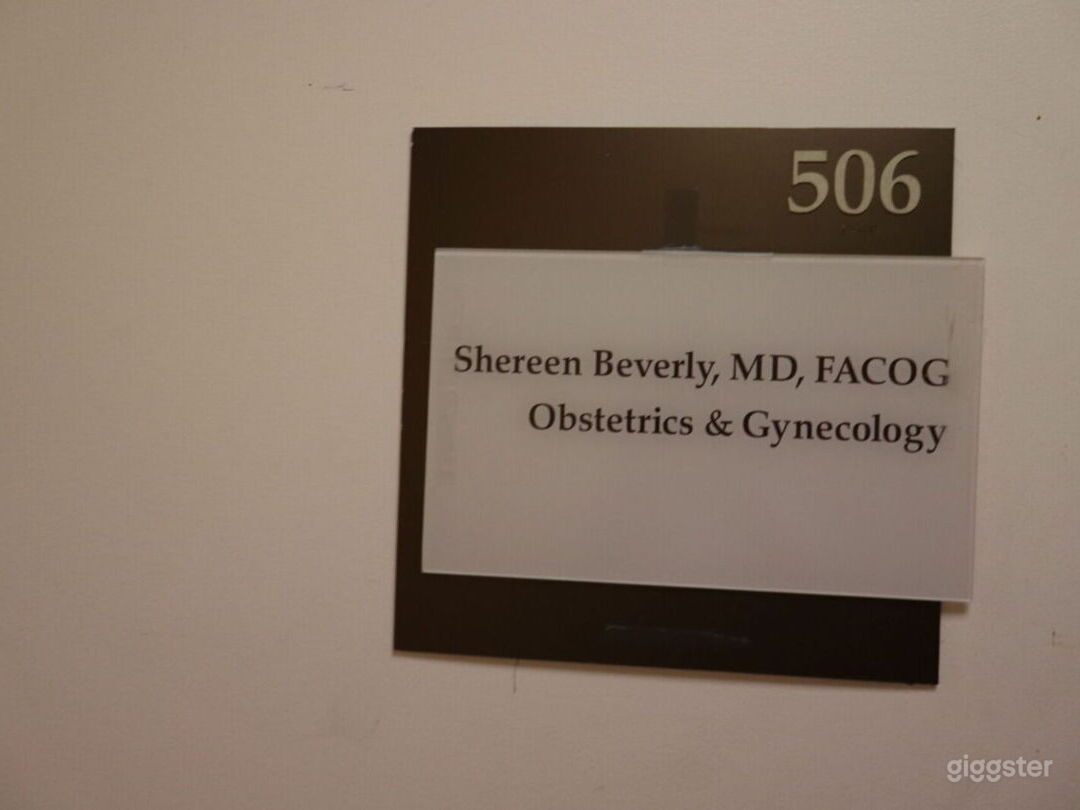 506
Shereen Beverly, MD, FACOG
Obstetrics & Gynecology
giggster